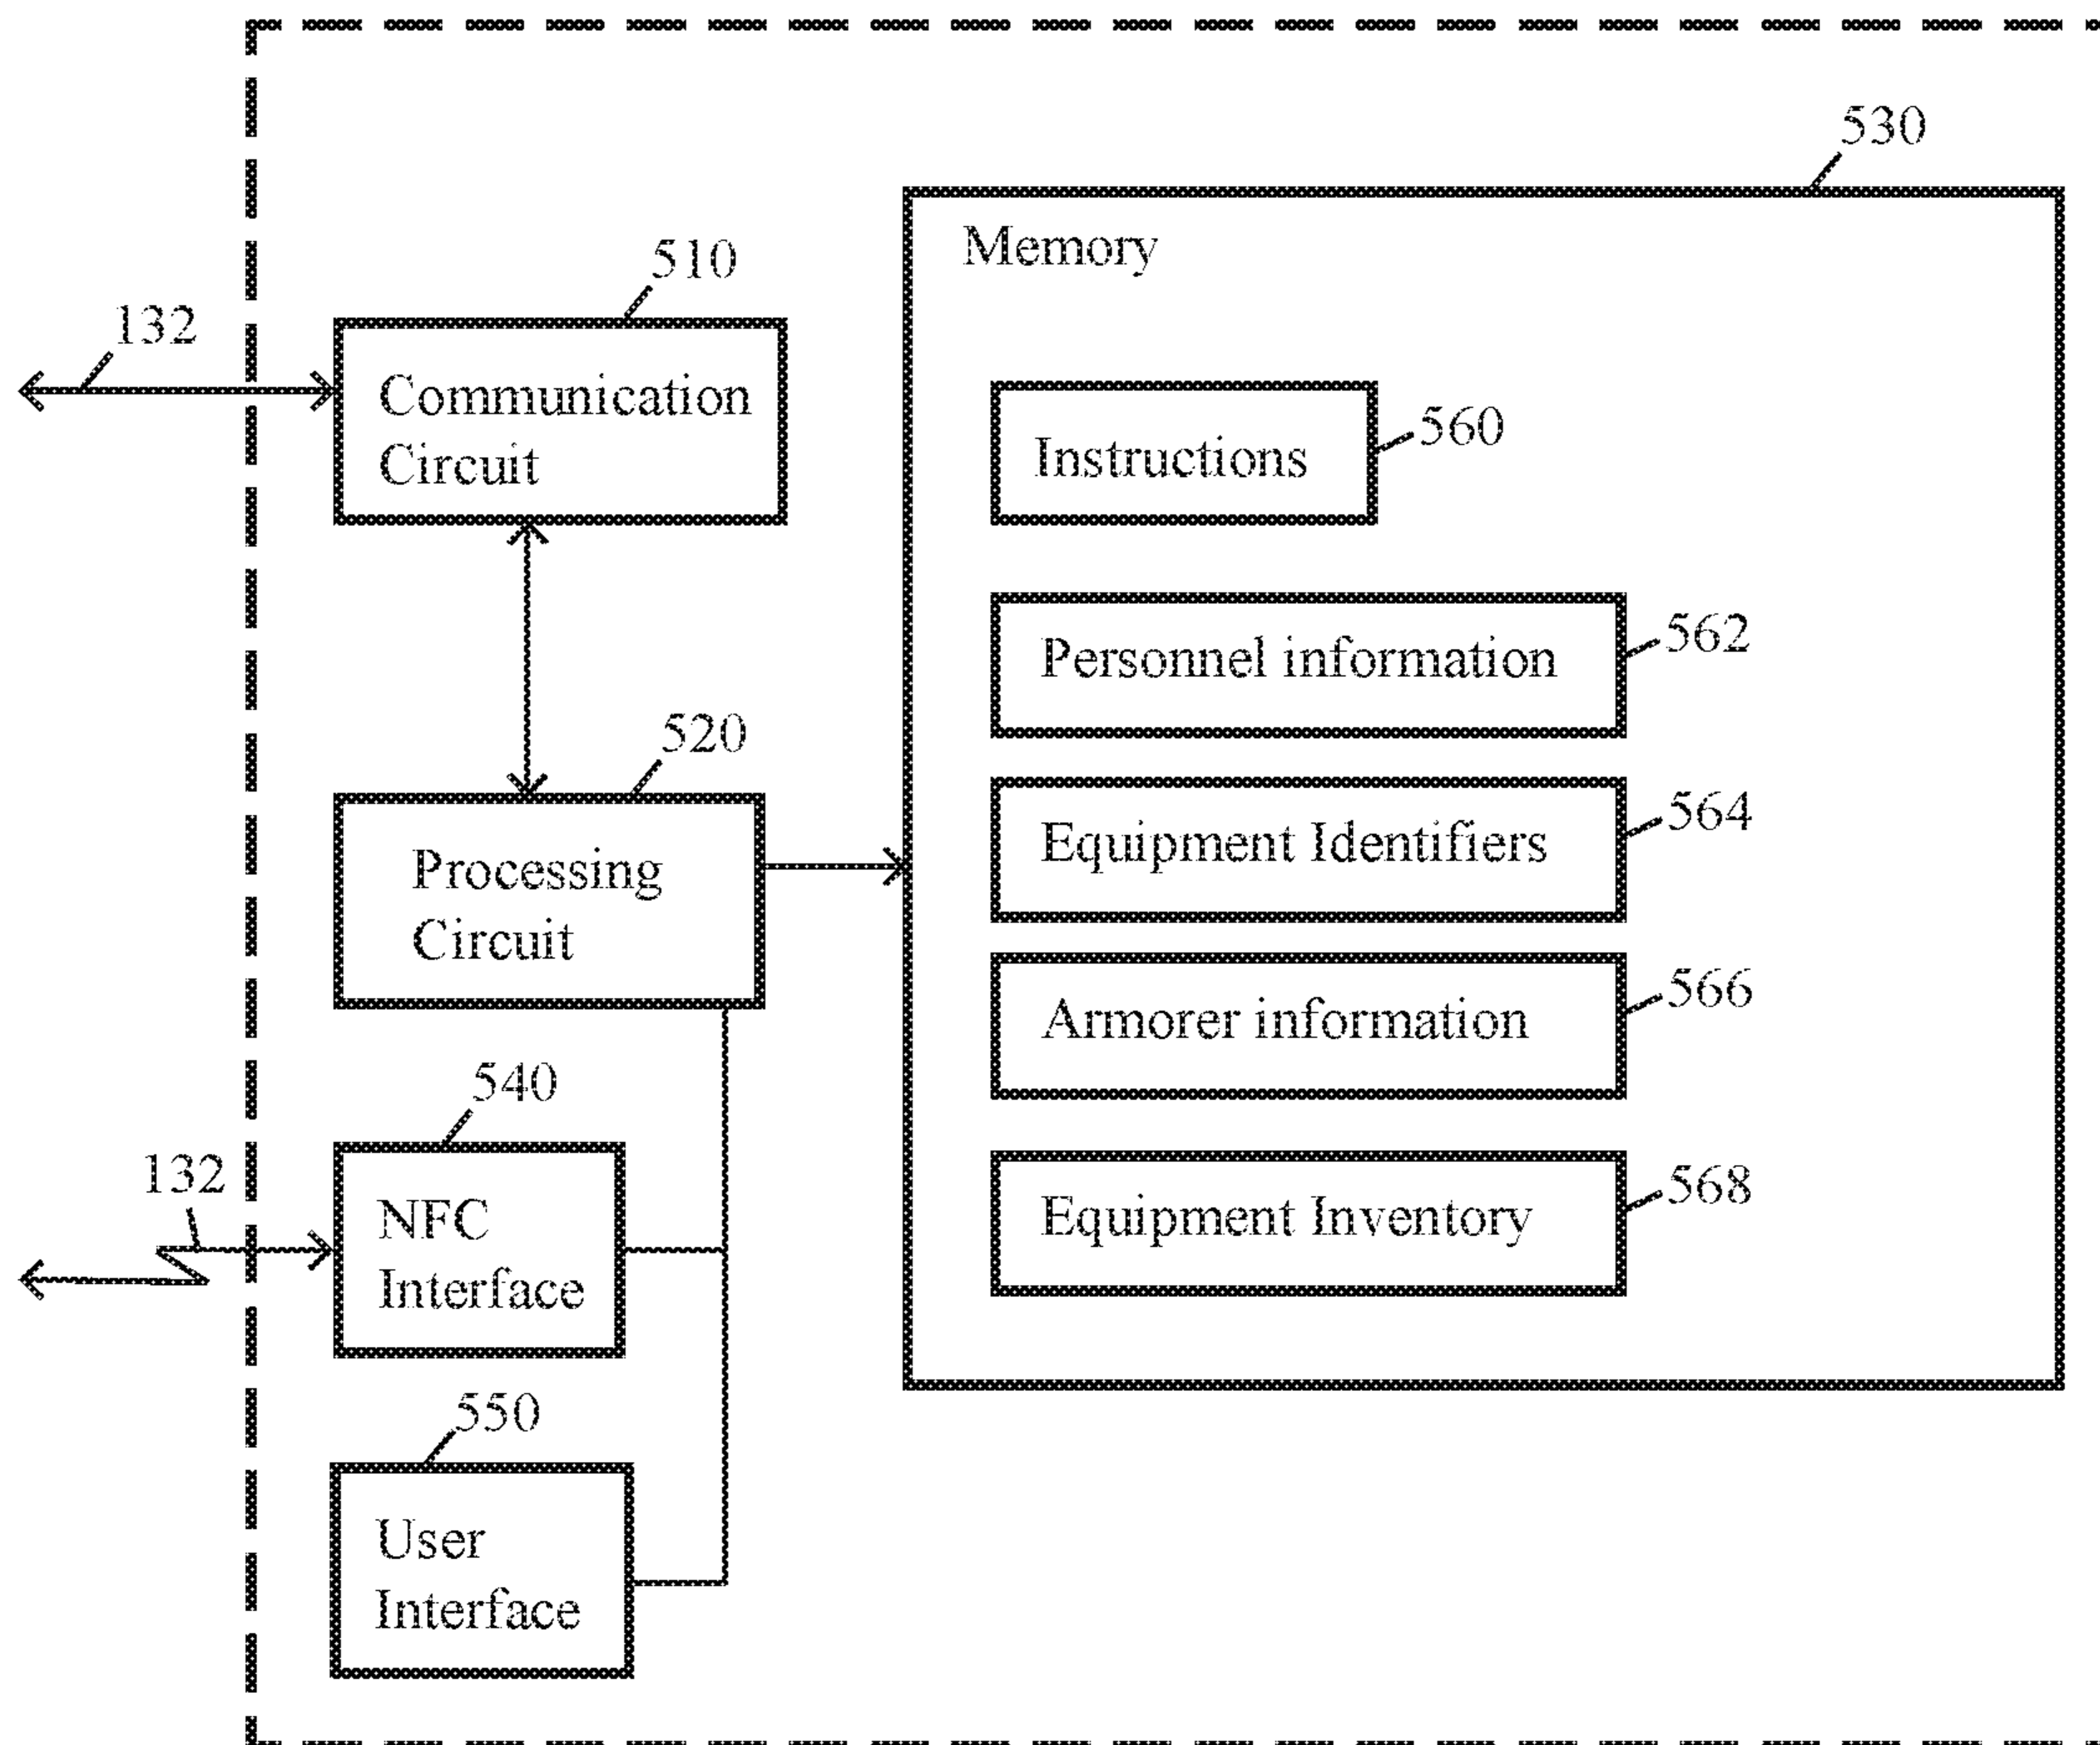 530
Memory
510
132
Communication
Circuit
Instructions
560
Personnel information
562
520
Processing
Circuit
Equipment Identifiers
564
Armorer information
566
540
132
NFC
Interface
Equipment Inventory
568
550
User
Interface